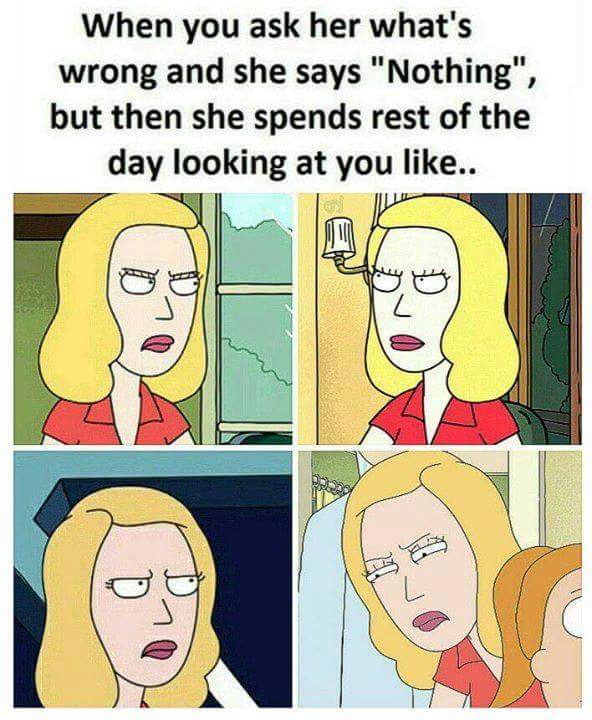 When you ask her what's
wrong and she says "Nothing",
but then she spends rest of the
day looking at you like..